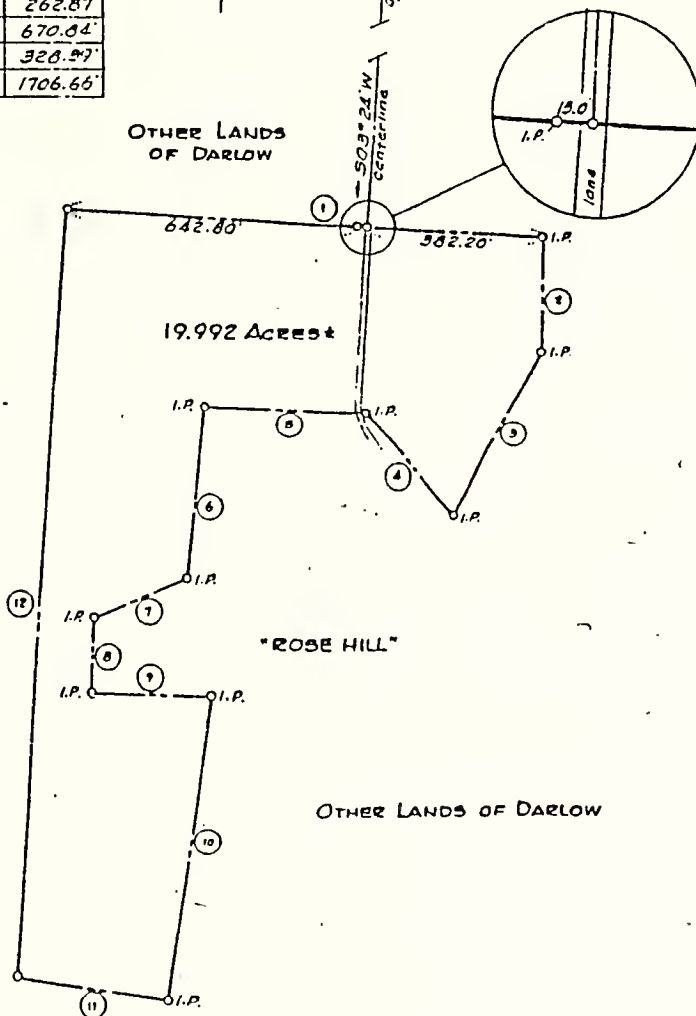 262.87'
670.84'
328.97'
1706.66'
OTHER LANDS
OF DARLOW
S03° 24' W
centerline
15.0'
I.P.
lane
1
642.80'
382.20'
I.P.
2
19.992 ACRES±
I.P.
I.P.
5
I.P.
3
4
6
I.P.
I.P.
7
12
I.P.
"ROSE HILL"
8
9
I.P.
I.P.
OTHER LANDS OF DARLOW
10
I.P.
11